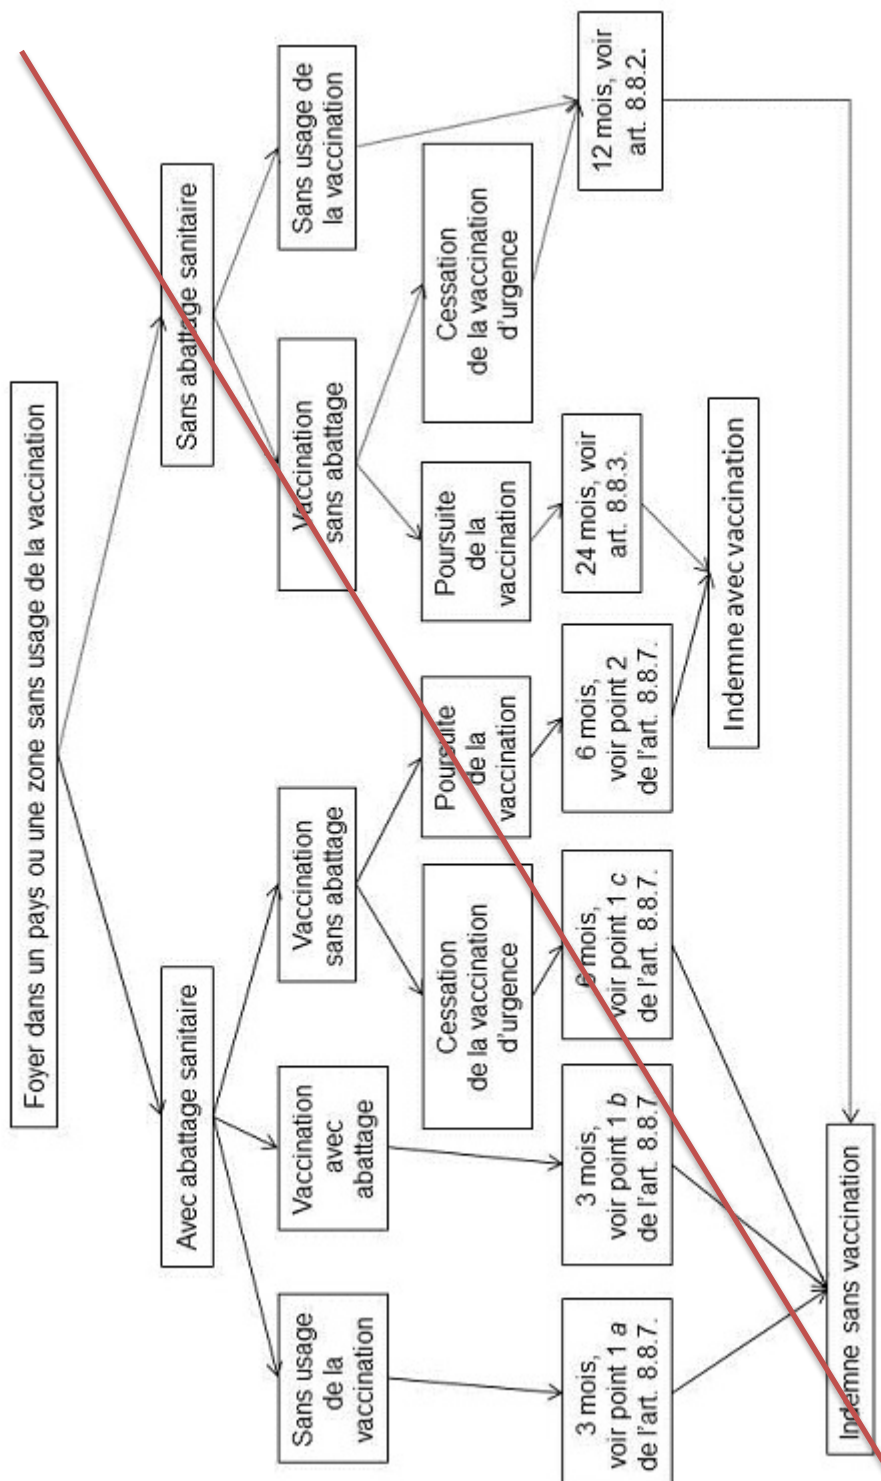 Foyer dans un pays ou une zone sans usage de la vaccination
Avec abattage sanitaire
Sans abattage sanitaire
Sans usage
de la
vaccination
Vaccination
avec
abattage
Vaccination
sans abattage
Vaccination
sans abattage
Sans usage de
la vaccination
Cessation
de la vaccination
d'urgence
Poursuite
de la
vaccination
Poursuite
de la
vaccination
Cessation
de la vaccination
d'urgence
3 mois,
voir point 1 a
de l'art. 8.8.7.
3 mois,
voir point 1 b
de l'art. 8.8.7
6 mois,
voir point 1 c
de l'art. 8.8.7.
6 mois,
voir point 2
de l'art. 8.8.7.
24 mois, voir
art. 8.8.3.
12 mois, voir
art. 8.8.2.
Indemne avec vaccination
Indemne sans vaccination